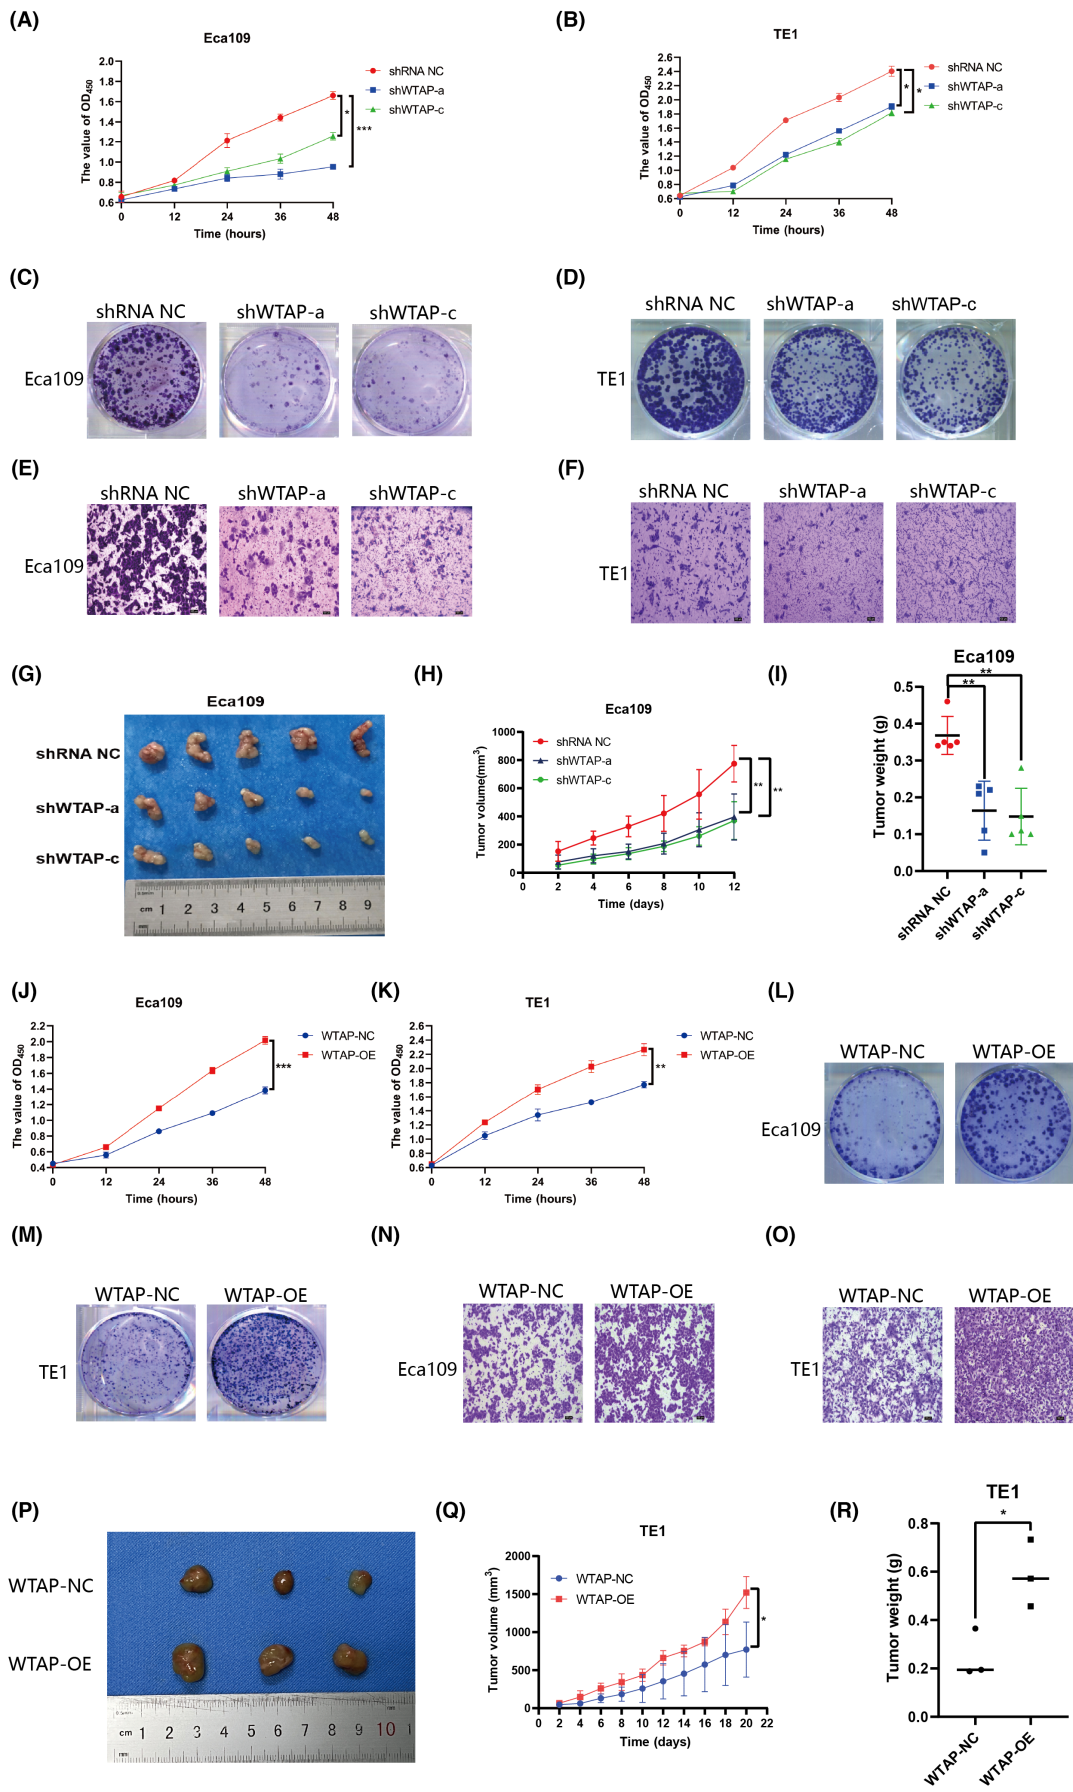 (A)
Eca109
The value of OD450
2.0
1.8
1.6
1.4
1.2
1.0
0.8
0.6
0 12 24 36 48
Time (hours)
shRNA NC
shWTAP-a
shWTAP-c
*
***
(B)
TE1
The value of OD450
2.6
2.4
2.2
2.0
1.8
1.6
1.4
1.2
1.0
0.8
0.6
0 12 24 36 48
Time (hours)
shRNA NC
shWTAP-a
shWTAP-c
*
*
(C)
shRNA NC shWTAP-a shWTAP-c
Eca109
(D)
shRNA NC shWTAP-a shWTAP-c
TE1
(E)
shRNA NC shWTAP-a shWTAP-c
Eca109
(F)
shRNA NC shWTAP-a shWTAP-c
TE1
(G)
Eca109
shRNA NC
shWTAP-a
shWTAP-c
cm 1 2 3 4 5 6 7 8 9
(H)
Eca109
Tumor volume(mm3)
1000
800
600
400
200
0
0 2 4 6 8 10 12
Time (days)
shRNA NC
shWTAP-a
shWTAP-c
**
**
(I)
Eca109
**
**
Tumor weight (g)
0.5
0.4
0.3
0.2
0.1
0.0
shRNA NC
shWTAP-a
shWTAP-c
(J)
Eca109
The value of OD450
2.2
2.0
1.8
1.6
1.4
1.2
1.0
0.8
0.6
0.4
0 12 24 36 48
Time (hours)
WTAP-NC
WTAP-OE
***
(K)
TE1
The value of OD450
2.6
2.4
2.2
2.0
1.8
1.6
1.4
1.2
1.0
0.8
0.6
0 12 24 36 48
Time (hours)
WTAP-NC
WTAP-OE
**
(L)
WTAP-NC WTAP-OE
Eca109
(M)
WTAP-NC WTAP-OE
TE1
(N)
WTAP-NC WTAP-OE
Eca109
(O)
WTAP-NC WTAP-OE
TE1
(P)
WTAP-NC
WTAP-OE
cm 1 2 3 4 5 6 7 8 9 10 1
mm
(Q)
TE1
Tumor volume (mm3)
2000
1500
1000
500
0
0 2 4 6 8 10 12 14 16 18 20 22
Time (days)
WTAP-NC
WTAP-OE
*
(R)
TE1
*
Tumor weight (g)
0.8
0.6
0.4
0.2
0.0
WTAP-NC
WTAP-OE